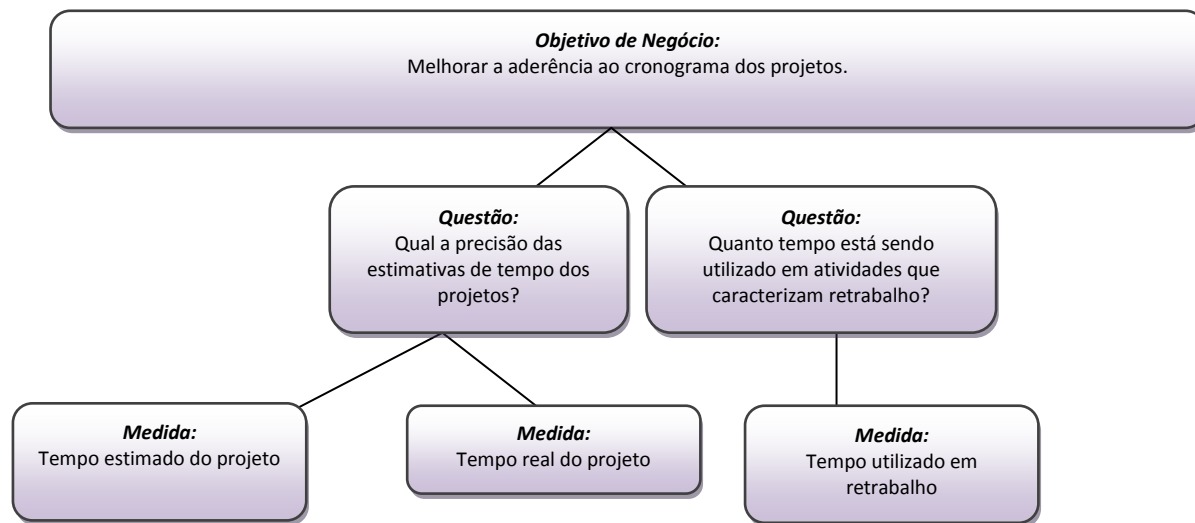 Objetivo de Negócio:
Melhorar a aderência ao cronograma dos projetos.
Questão:
Qual a precisão das
estimativas de tempo dos
projetos?
Questão:
Quanto tempo está sendo
utilizado em atividades que
caracterizam retrabalho?
Medida:
Tempo estimado do projeto
Medida:
Tempo real do projeto
Medida:
Tempo utilizado em
retrabalho